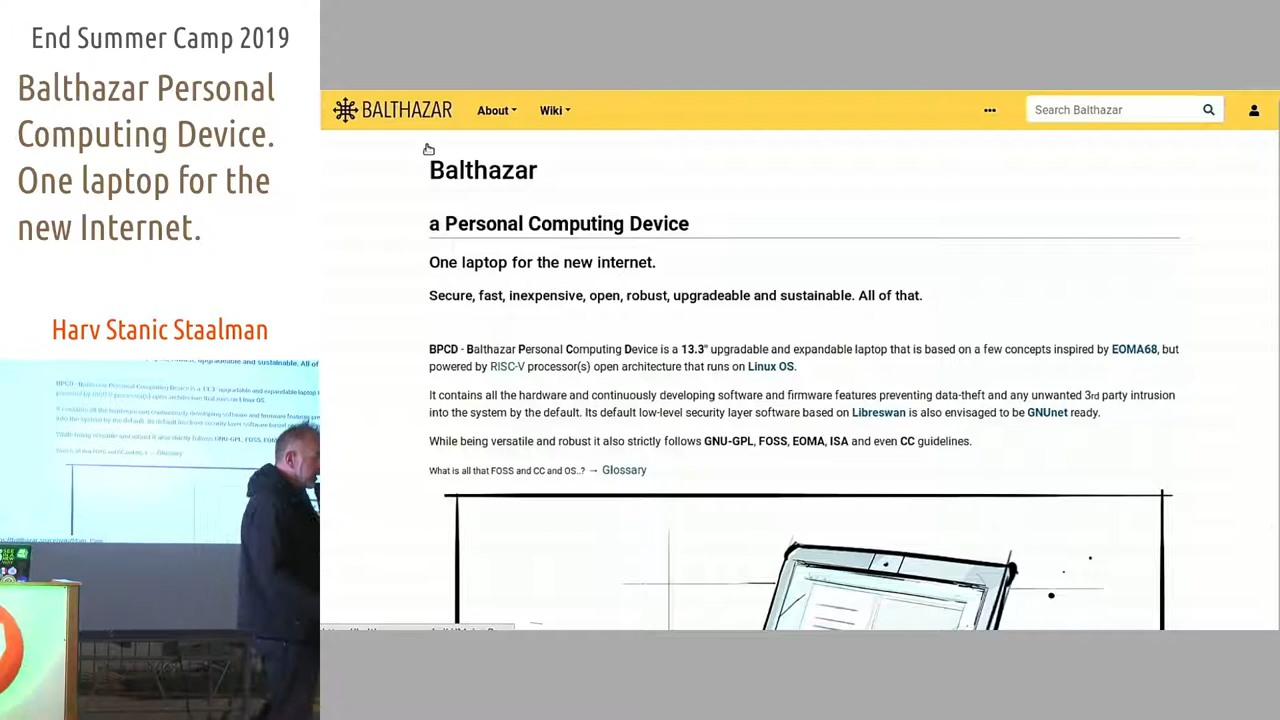 End Summer Camp 2019
Balthazar Personal
Computing Device.
One laptop for the
new Internet.
Harv Stanic Staalman
BALTHAZAR
About
Wiki
Search Balthazar
Balthazar
a Personal Computing Device
One laptop for the new internet.
Secure, fast, inexpensive, open, robust, upgradeable and sustainable. All of that.
BPCD - Balthazar Personal Computing Device is a 13.3" upgradable and expandable laptop that is based on a few concepts inspired by EOMA68, but
powered by RISC-V processor(s) open architecture that runs on Linux OS.
It contains all the hardware and continuously developing software and firmware features preventing data-theft and any unwanted 3rd party intrusion
into the system by the default. Its default low-level security layer software based on Libreswan is also envisaged to be GNUnet ready.
While being versatile and robust it also strictly follows GNU-GPL, FOSS, EOMA, ISA and even CC guidelines.
What is all that FOSS and CC and OS..? → Glossary